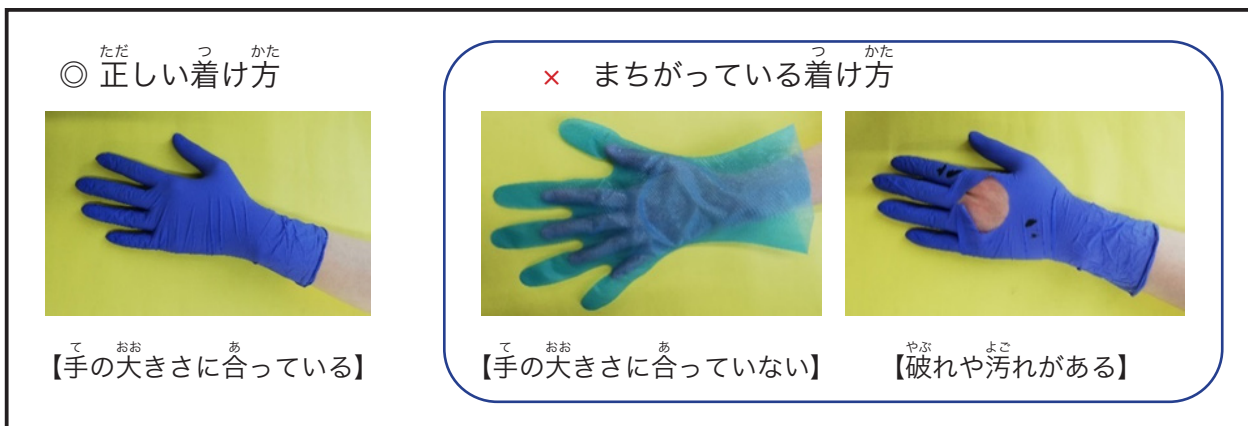 ◎ 正しい着け方
× まちがっている着け方
【手の大きさに合っている】
【手の大きさに合っていない】
【破れや汚れがある】